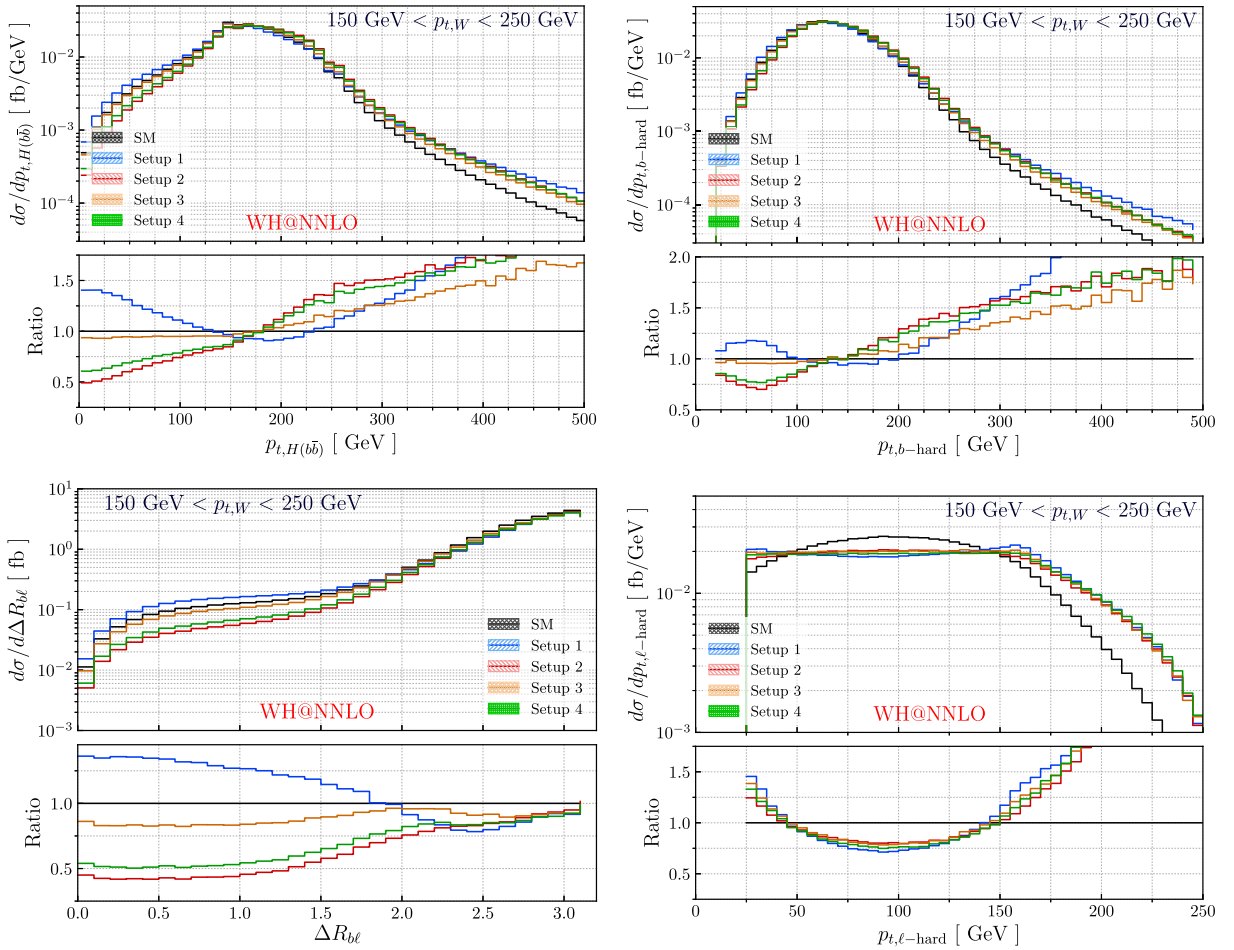 150 GeV < p_{t,W} < 250 GeV
dσ/dp_{t,H(bb̄)} [ fb/GeV ]
10^{-2}
10^{-3}
10^{-4}
SM
Setup 1
Setup 2
Setup 3
Setup 4
WH@NNLO
Ratio
1.5
1.0
0.5
0 100 200 300 400 500
p_{t,H(bb̄)} [ GeV ]
150 GeV < p_{t,W} < 250 GeV
dσ/dp_{t,b−hard} [ fb/GeV ]
10^{-2}
10^{-3}
10^{-4}
SM
Setup 1
Setup 2
Setup 3
Setup 4
WH@NNLO
Ratio
2.0
1.5
1.0
0.5
0 100 200 300 400 500
p_{t,b−hard} [ GeV ]
150 GeV < p_{t,W} < 250 GeV
dσ/dΔR_{bℓ} [ fb ]
10^{1}
10^{0}
10^{-1}
10^{-2}
10^{-3}
SM
Setup 1
Setup 2
Setup 3
Setup 4
WH@NNLO
Ratio
1.0
0.5
0.0 0.5 1.0 1.5 2.0 2.5 3.0
ΔR_{bℓ}
150 GeV < p_{t,W} < 250 GeV
dσ/dp_{t,ℓ−hard} [ fb/GeV ]
10^{-2}
10^{-3}
SM
Setup 1
Setup 2
Setup 3
Setup 4
WH@NNLO
Ratio
1.5
1.0
0.5
0 25 50 75 100 125 150 175 200 225 250
p_{t,ℓ−hard} [ GeV ]